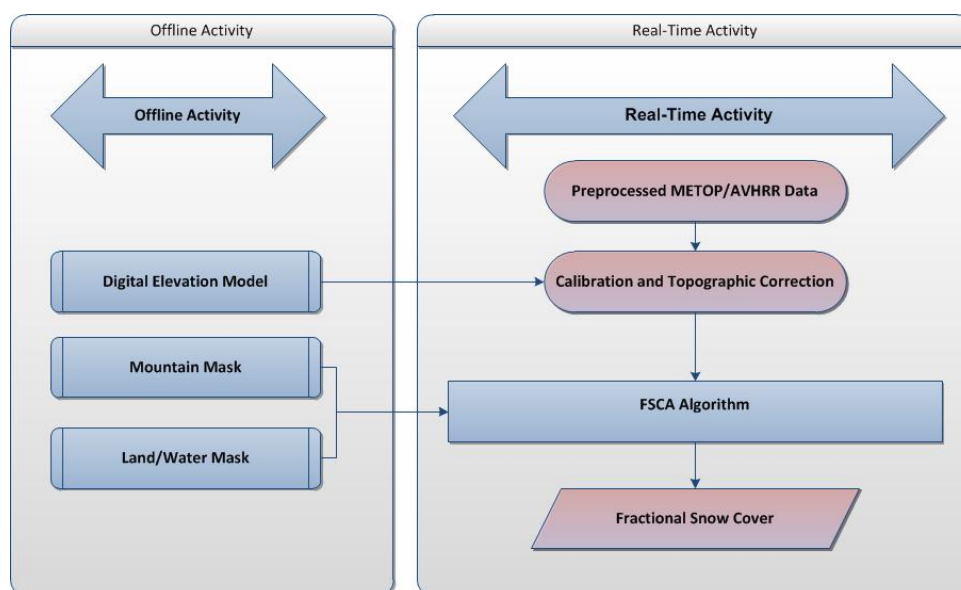 Offline Activity
Offline Activity
Digital Elevation Model
Mountain Mask
Land/Water Mask
Real-Time Activity
Real-Time Activity
Preprocessed METOP/AVHRR Data
Calibration and Topographic Correction
FSCA Algorithm
Fractional Snow Cover